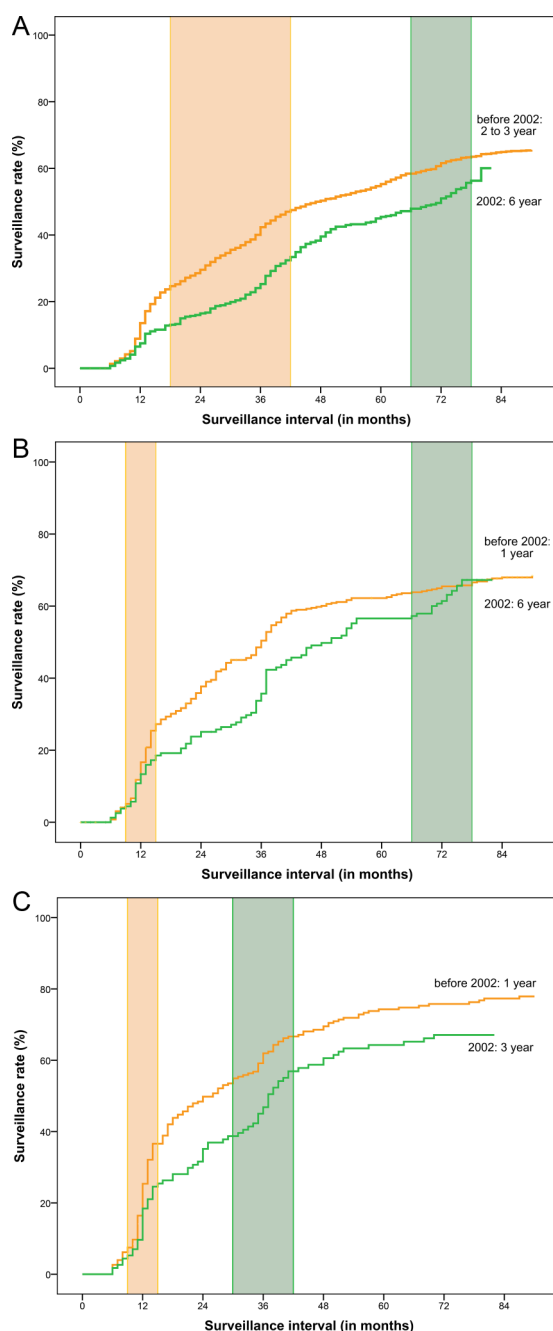 A
100
80
60
40
20
0
Surveillance rate (%)
before 2002:
2 to 3 year
2002: 6 year
0 12 24 36 48 60 72 84
Surveillance interval (in months)
B
100
80
60
40
20
0
Surveillance rate (%)
before 2002:
1 year
2002: 6 year
0 12 24 36 48 60 72 84
Surveillance interval (in months)
C
100
80
60
40
20
0
Surveillance rate (%)
before 2002: 1 year
2002: 3 year
0 12 24 36 48 60 72 84
Surveillance interval (in months)